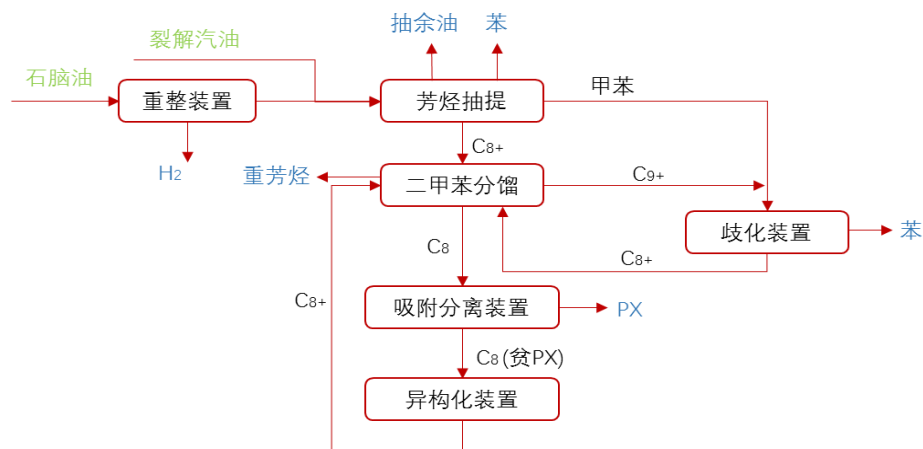 抽余油
苯
裂解汽油
石脑油
重整装置
芳烃抽提
甲苯
H2
C8+
重芳烃
二甲苯分馏
C9+
歧化装置
苯
C8
C8+
C8+
吸附分离装置
PX
C8 (贫PX)
异构化装置